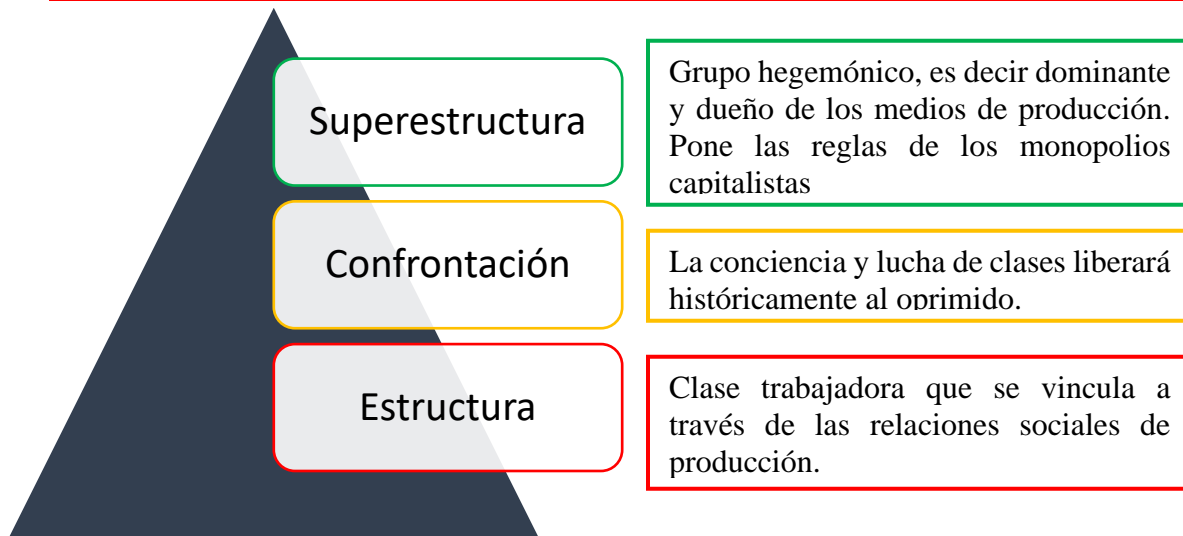 Superestructura
Grupo hegemónico, es decir dominante
y dueño de los medios de producción.
Pone las reglas de los monopolios
capitalistas
Confrontación
La conciencia y lucha de clases liberará
históricamente al oprimido.
Estructura
Clase trabajadora que se vincula a
través de las relaciones sociales de
producción.